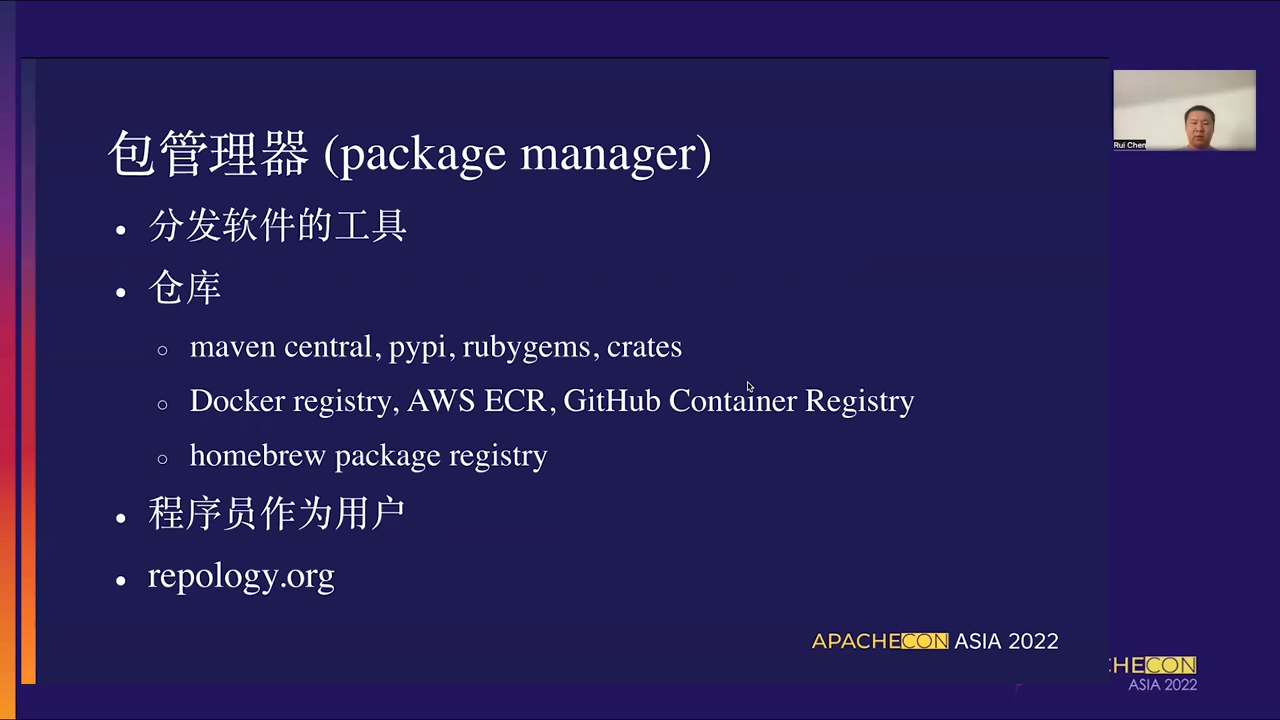 包管理器 (package manager)
分发软件的工具
仓库
maven central, pypi, rubygems, crates
Docker registry, AWS ECR, GitHub Container Registry
homebrew package registry
程序员作为用户
repology.org
APACHECON ASIA 2022
Rui Chen
CHECON
ASIA 2022